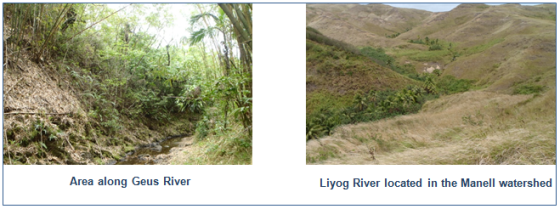 Area along Geus River
Liyog River located in the Manell watershed